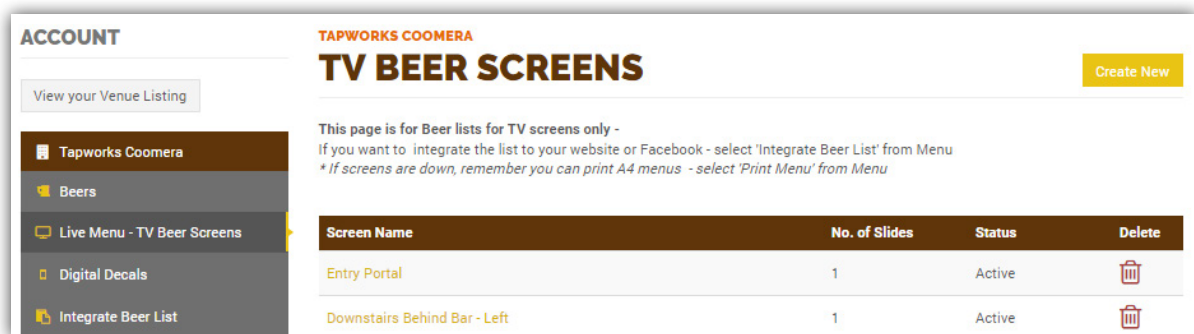 ACCOUNT
View your Venue Listing
Tapworks Coomera
Beers
Live Menu - TV Beer Screens
Digital Decals
Integrate Beer List
TAPWORKS COOMERA
TV BEER SCREENS
Create New
This page is for Beer lists for TV screens only -
If you want to integrate the list to your website or Facebook - select 'Integrate Beer List' from Menu
* If screens are down, remember you can print A4 menus - select 'Print Menu' from Menu
Screen Name No. of Slides Status Delete
Entry Portal 1 Active
Downstairs Behind Bar - Left 1 Active